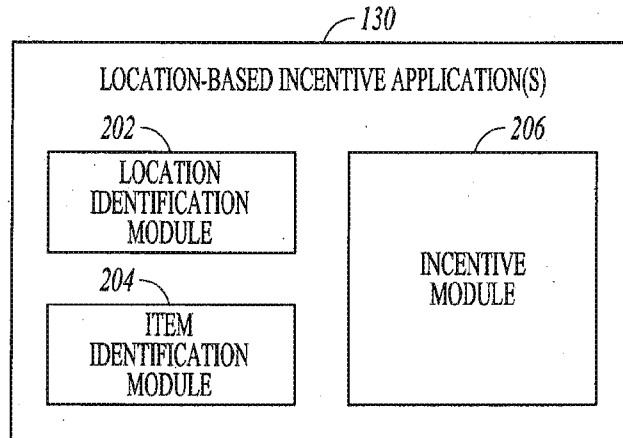 130
LOCATION-BASED INCENTIVE APPLICATION(S)
202
LOCATION
IDENTIFICATION
MODULE
204
ITEM
IDENTIFICATION
MODULE
206
INCENTIVE
MODULE